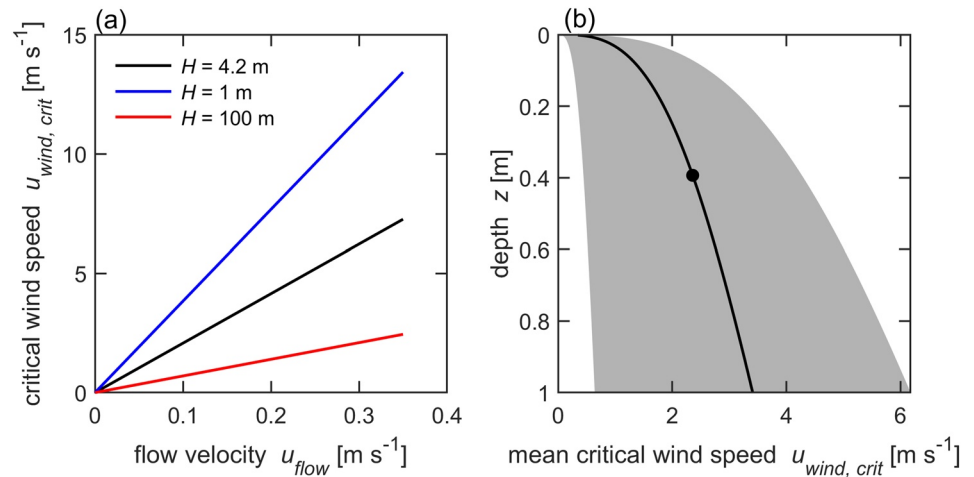 (a)
critical wind speed u_wind, crit [m s⁻¹]
15
10
5
0
H = 4.2 m
H = 1 m
H = 100 m
0 0.1 0.2 0.3 0.4
flow velocity u_flow [m s⁻¹]
(b)
depth z [m]
0
0.2
0.4
0.6
0.8
1
0 2 4 6
mean critical wind speed u_wind, crit [m s⁻¹]